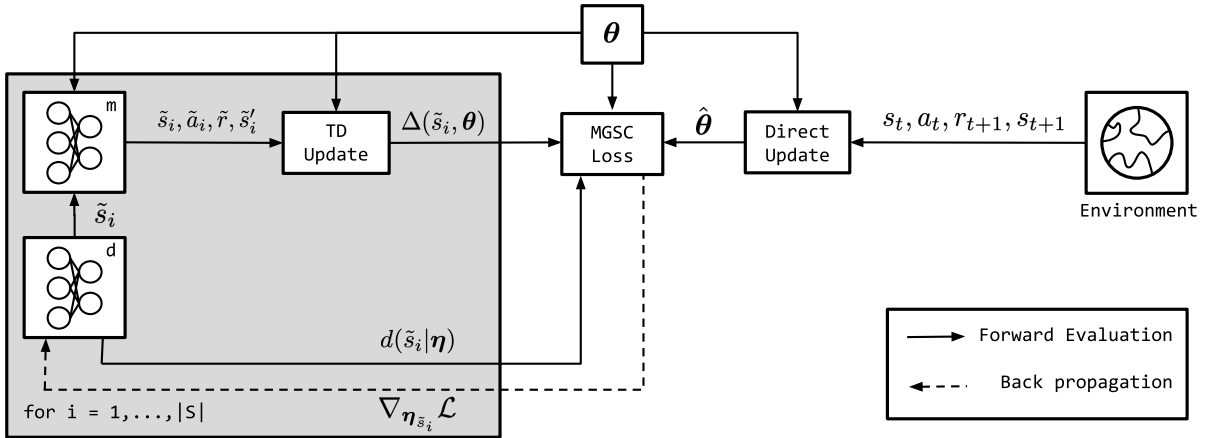 θ
m
s̃ᵢ, ãᵢ, r̃, s̃′ᵢ
TD
Update
Δ(s̃ᵢ, θ)
MGSC
Loss
θ̂
Direct
Update
sₜ, aₜ, rₜ₊₁, sₜ₊₁
Environment
s̃ᵢ
d
d(s̃ᵢ|η)
∇_{η_{s̃ᵢ}} ℒ
for i = 1,...,|S|
Forward Evaluation
Back propagation